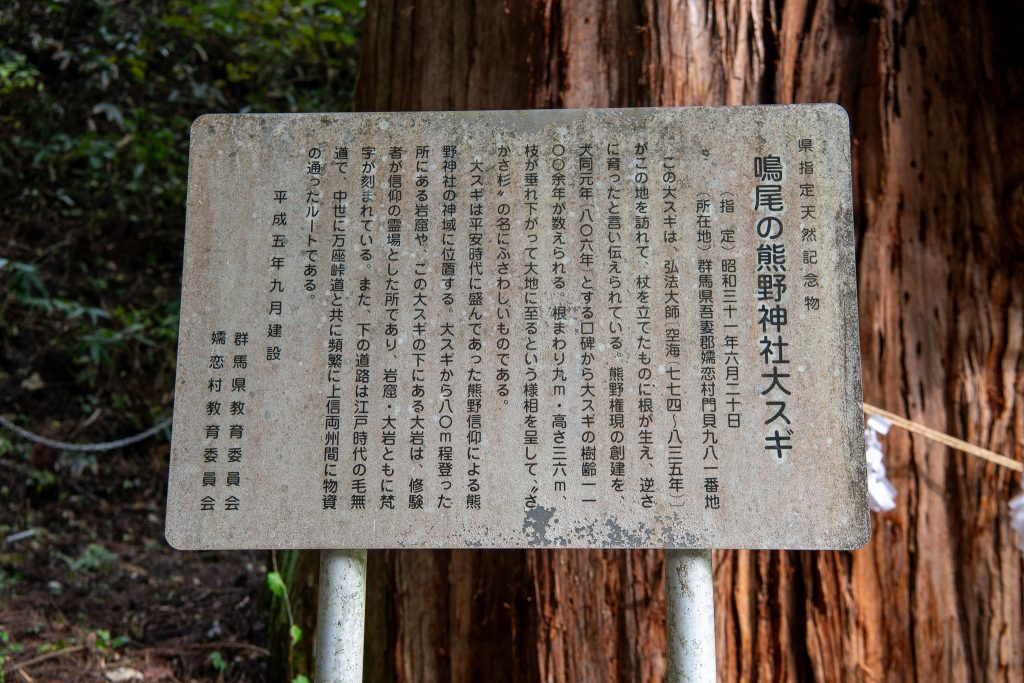 県指定天然記念物
鳴尾の熊野神社大スギ
(指　定) 昭和三十一年六月二十日
(所在地) 群馬県吾妻郡嬬恋村門貝九八一番地
この大スギは、弘法大師〔空海 七七四〜八三五年〕
がこの地を訪れて、杖を立てたものに根が生え、逆さ
に育ったと言い伝えられている。熊野権現の創建を、
大同元年(八〇六年)とする口碑から大スギの樹齢一一
〇〇余年が数えられる。根まわり九m・高さ三六m、
枝が垂れ下がって大地に至るという様相を呈して〝さ
かさ杉〟の名にふさわしいものである。
大スギは平安時代に盛んであった熊野信仰による熊
野神社の神域に位置する。大スギから八〇m程登った
所にある岩窟や、この大スギの下にある大岩は、修験
者が信仰の霊場とした所であり、岩窟・大岩ともに梵
字が刻まれている。また、下の道路は江戸時代の毛無
道で、中世に万座峠道と共に頻繁に上信両州間に物資
の通ったルートである。
平成五年九月建設
群馬県教育委員会
嬬恋村教育委員会